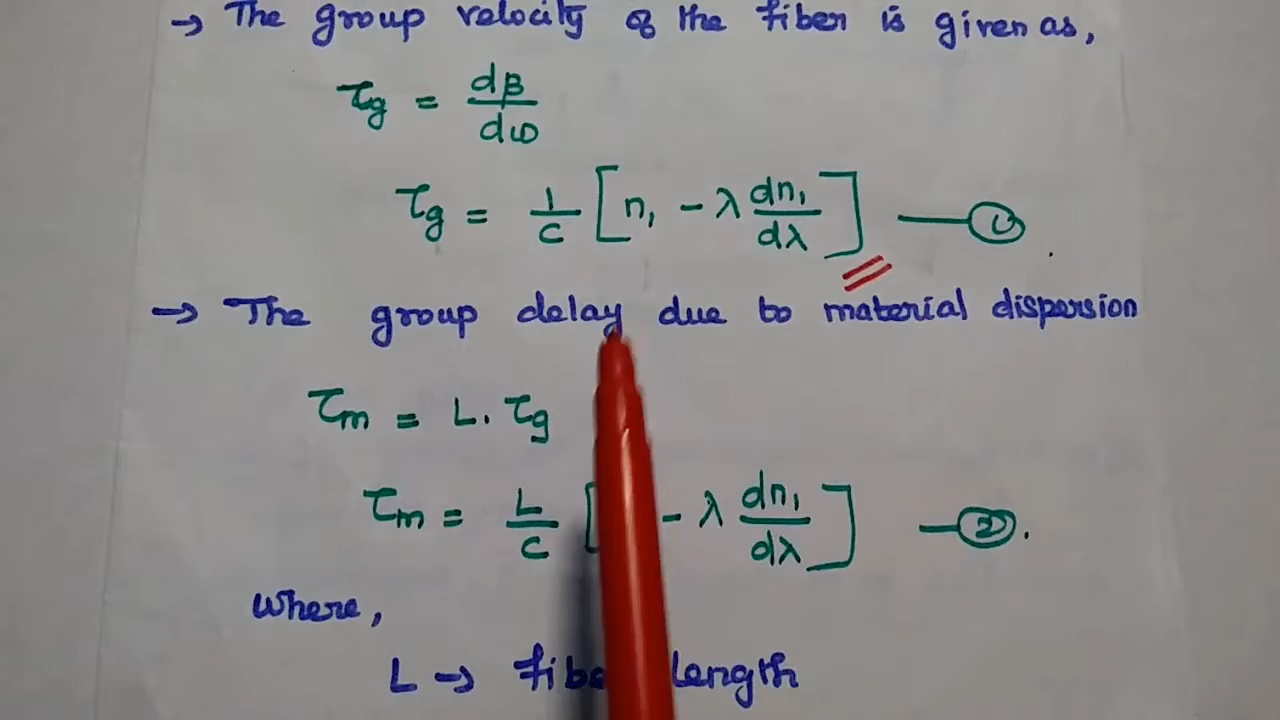 → The group velocity of the fiber is given as,
τg = dβ/dω
τg = 1/c [n₁ - λ dn₁/dλ] — ①
→ The group delay due to material dispersion
τm = L. τg
τm = L/c [ - λ dn₁/dλ] — ②.
where,
L → fibe length